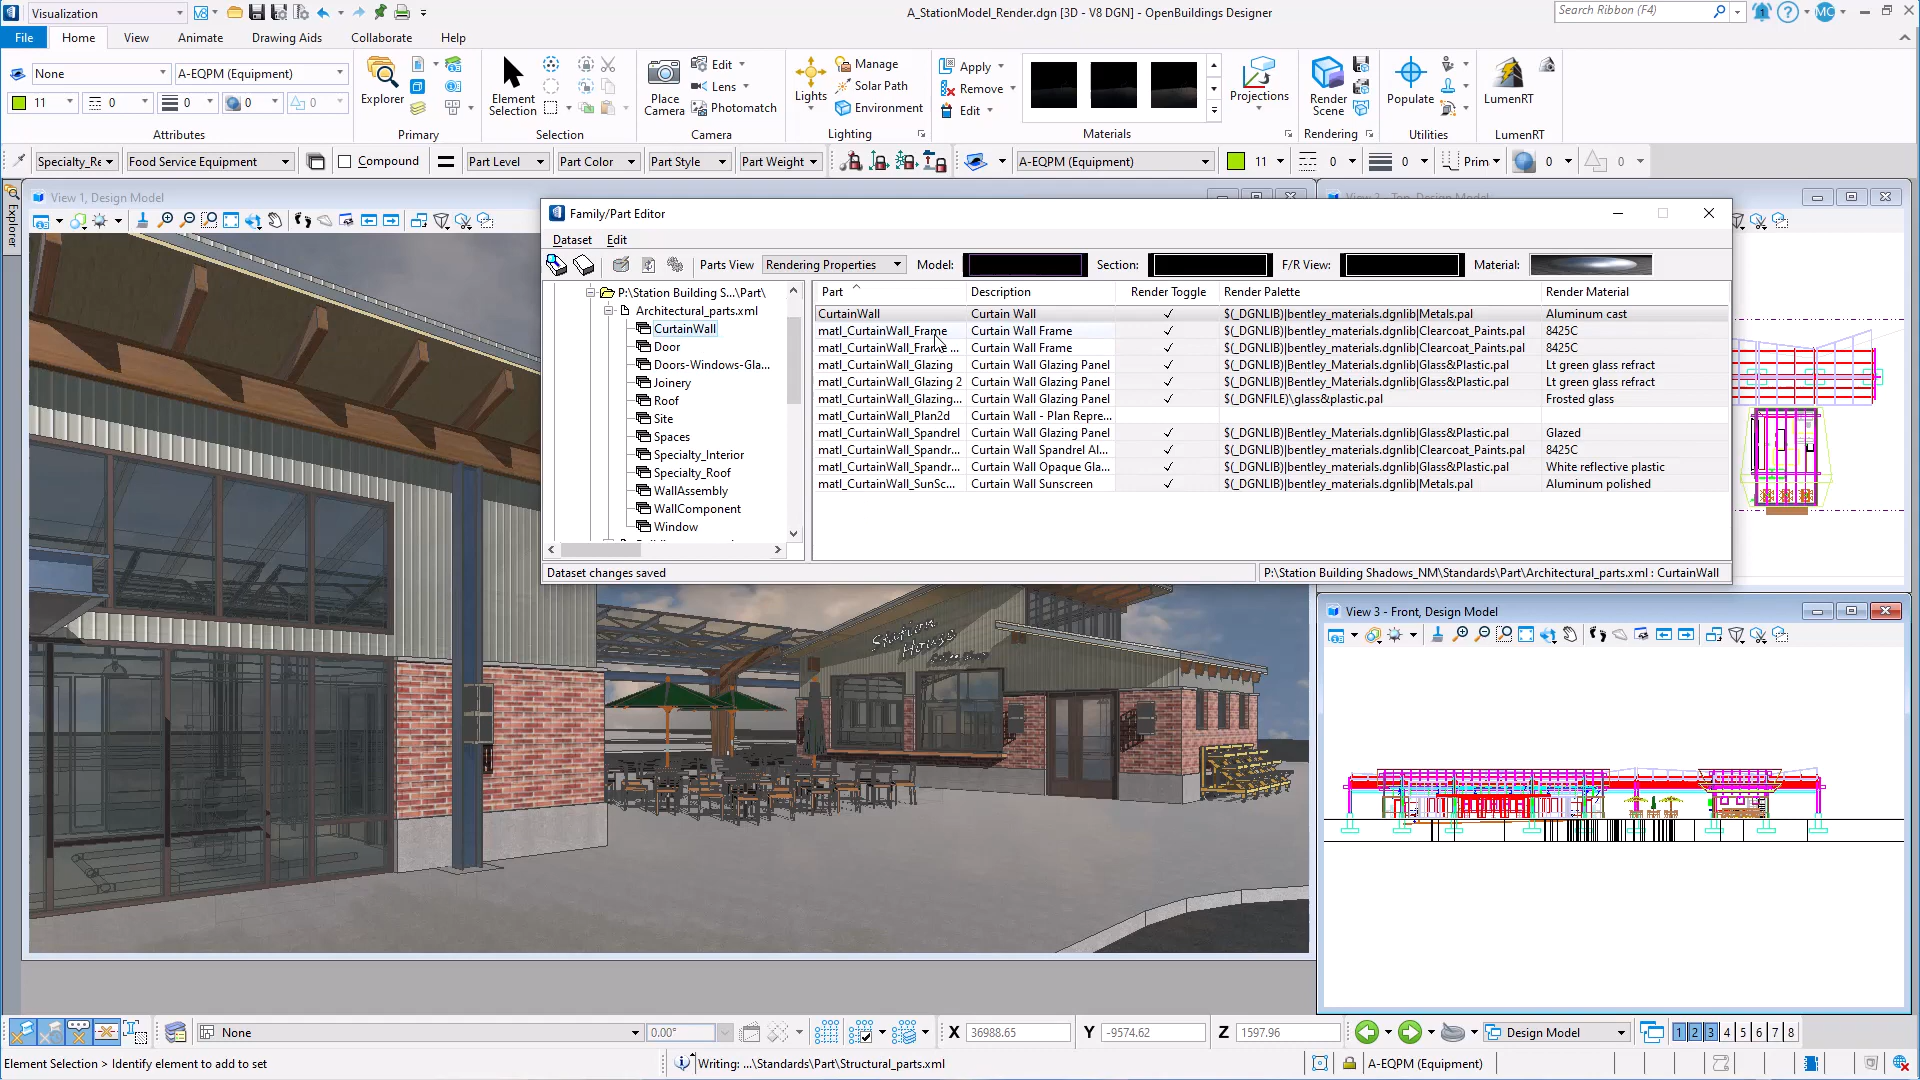 Visualization
A_StationModel_Render.dgn [3D - V8 DGN] - OpenBuildings Designer
Search Ribbon (F4)
MC
File Home View Animate Drawing Aids Collaborate Help
None
A-EQPM (Equipment)
11 0 0 0 0
Attributes
Explorer
Primary
Element Selection
Selection
Place Camera
Edit
Lens
Photomatch
Camera
Lights
Manage
Solar Path
Environment
Lighting
Apply
Remove
Edit
Materials
Projections
Render Scene
Rendering
Populate
Utilities
LumenRT
LumenRT
Specialty_Re Food Service Equipment Compound Part Level Part Color Part Style Part Weight A-EQPM (Equipment) 11 0 0 Prim 0 0
Explorer
View 1, Design Model
Family/Part Editor
Dataset Edit
Parts View Rendering Properties Model: Section: F/R View: Material:
P:\Station Building S...\Part\
Architectural_parts.xml
CurtainWall
Door
Doors-Windows-Gla...
Joinery
Roof
Site
Spaces
Specialty_Interior
Specialty_Roof
WallAssembly
WallComponent
Window
Part Description Render Toggle Render Palette Render Material
CurtainWall Curtain Wall ✓ $(_DGNLIB)|bentley_materials.dgnlib|Metals.pal Aluminum cast
matl_CurtainWall_Frame Curtain Wall Frame ✓ $(_DGNLIB)|bentley_materials.dgnlib|Clearcoat_Paints.pal 8425C
matl_CurtainWall_Frame ... Curtain Wall Frame ✓ $(_DGNLIB)|bentley_materials.dgnlib|Clearcoat_Paints.pal 8425C
matl_CurtainWall_Glazing Curtain Wall Glazing Panel ✓ $(_DGNLIB)|bentley_materials.dgnlib|Glass&Plastic.pal Lt green glass refract
matl_CurtainWall_Glazing 2 Curtain Wall Glazing Panel ✓ $(_DGNLIB)|bentley_materials.dgnlib|Glass&Plastic.pal Lt green glass refract
matl_CurtainWall_Glazing... Curtain Wall Glazing Panel ✓ $(_DGNFILE)\glass&plastic.pal Frosted glass
matl_CurtainWall_Plan2d Curtain Wall - Plan Repre...
matl_CurtainWall_Spandrel Curtain Wall Glazing Panel ✓ $(_DGNLIB)|Bentley_Materials.dgnlib|Glass&Plastic.pal Glazed
matl_CurtainWall_Spandr... Curtain Wall Spandrel Al... ✓ $(_DGNLIB)|bentley_materials.dgnlib|Clearcoat_Paints.pal 8425C
matl_CurtainWall_Spandr... Curtain Wall Opaque Gla... ✓ $(_DGNLIB)|bentley_materials.dgnlib|Glass&Plastic.pal White reflective plastic
matl_CurtainWall_SunSc... Curtain Wall Sunscreen ✓ $(_DGNLIB)|bentley_materials.dgnlib|Metals.pal Aluminum polished
Dataset changes saved
P:\Station Building Shadows_NM\Standards\Part\Architectural_parts.xml : CurtainWall
Station
House
View 3 - Front, Design Model
None 0.00° X 36988.65 Y -9574.62 Z 1597.96 Design Model 1 2 3 4 5 6 7 8
Element Selection > Identify element to add to set
Writing: ...\Standards\Part\Structural_parts.xml
A-EQPM (Equipment)